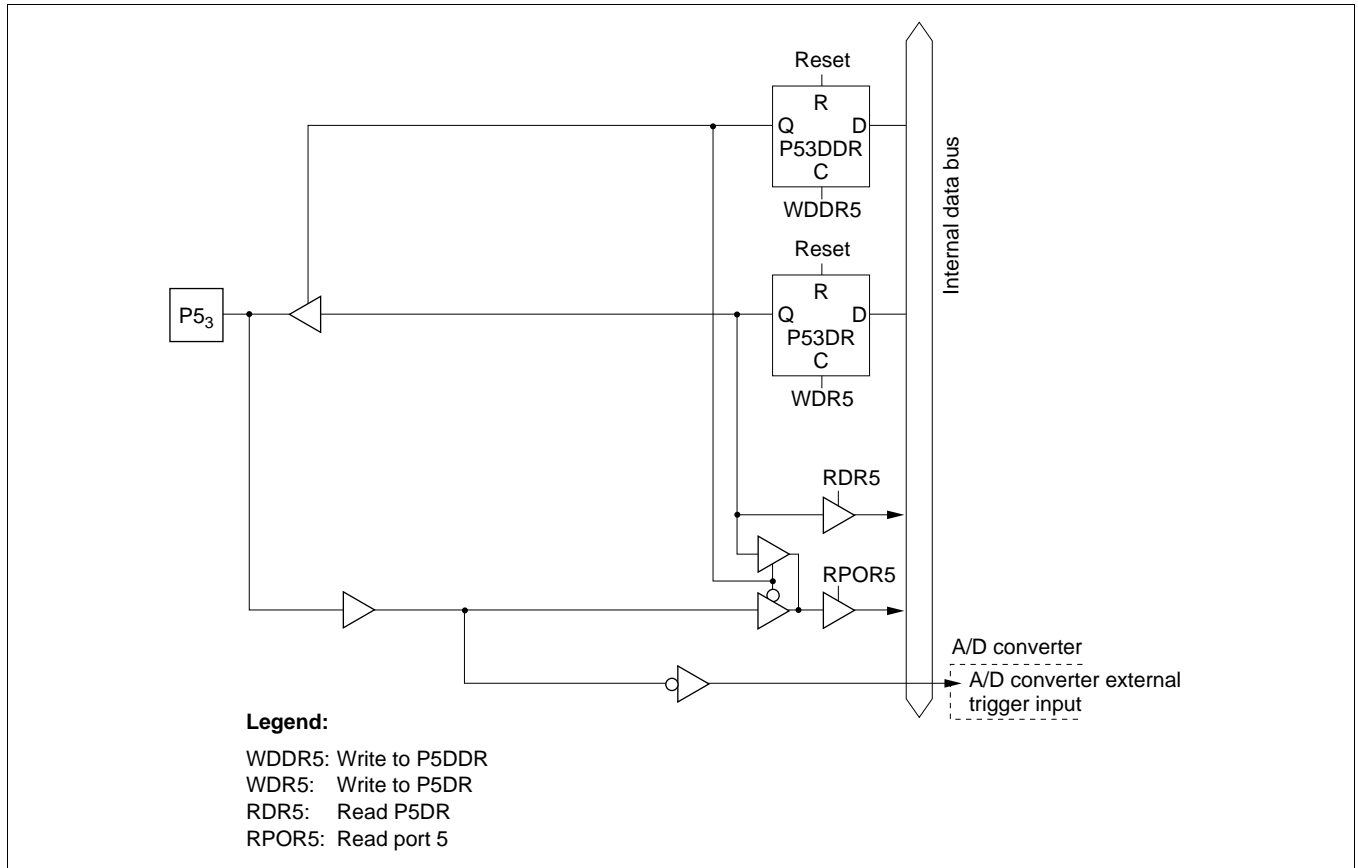 Reset
R
Q D
P53DDR
C
WDDR5
Internal data bus
Reset
R
P5₃
Q D
P53DR
C
WDR5
RDR5
RPOR5
A/D converter
A/D converter external
trigger input
Legend:
WDDR5: Write to P5DDR
WDR5: Write to P5DR
RDR5: Read P5DR
RPOR5: Read port 5